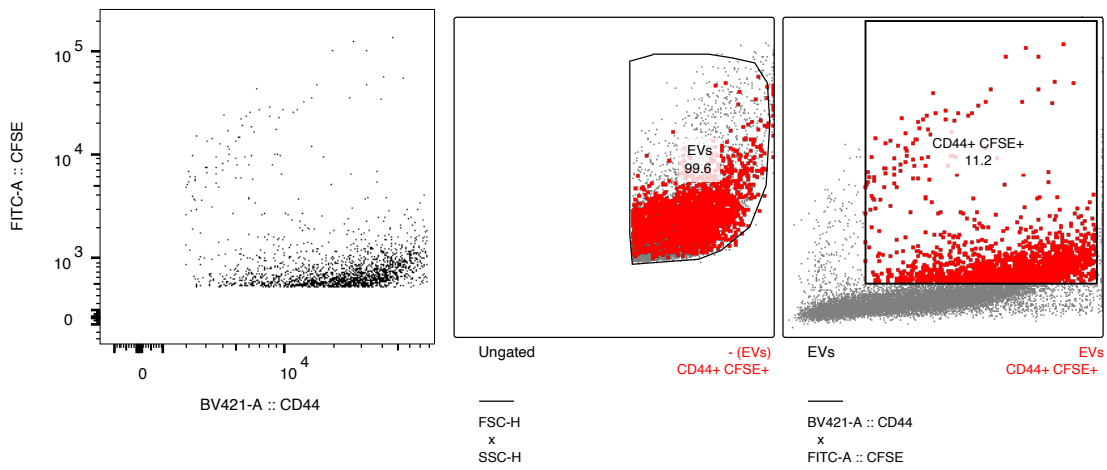 FITC-A :: CFSE
10^5
10^4
10^3
0
0
10^4
BV421-A :: CD44
EVs
99.6
Ungated
- (EVs)
CD44+ CFSE+
FSC-H
x
SSC-H
CD44+ CFSE+
11.2
EVs
EVs
CD44+ CFSE+
BV421-A :: CD44
x
FITC-A :: CFSE